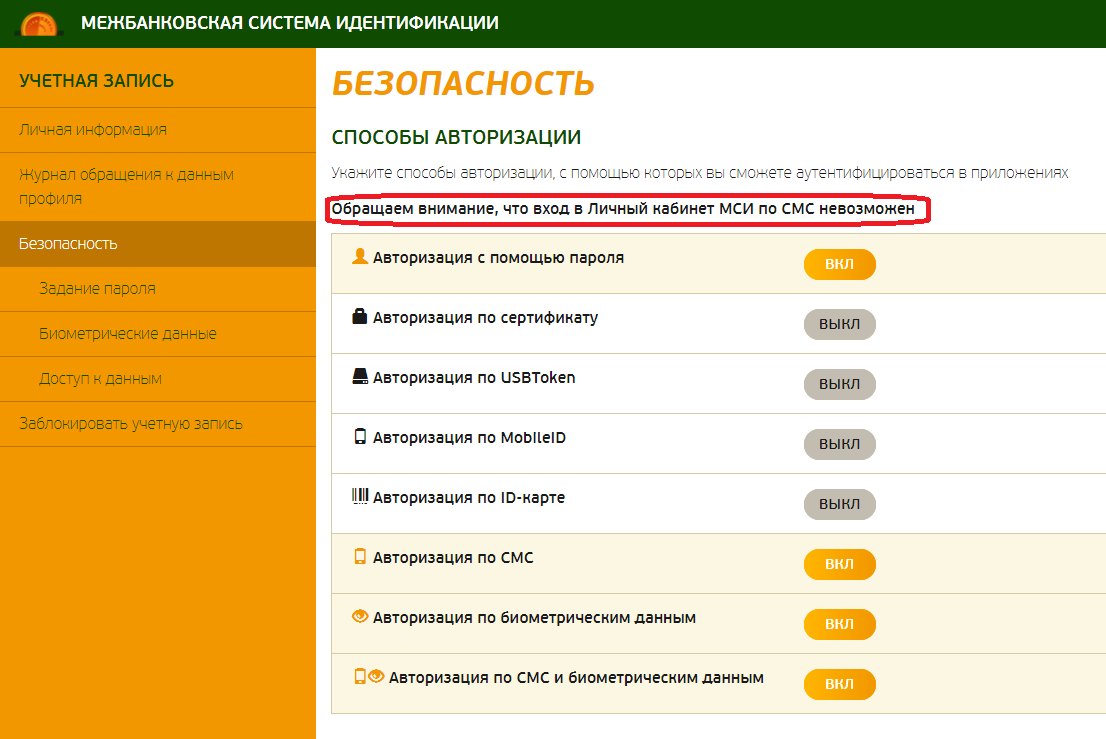 МЕЖБАНКОВСКАЯ СИСТЕМА ИДЕНТИФИКАЦИИ
УЧЕТНАЯ ЗАПИСЬ
Личная информация
Журнал обращения к данным
профиля
Безопасность
Задание пароля
Биометрические данные
Доступ к данным
Заблокировать учетную запись
БЕЗОПАСНОСТЬ
СПОСОБЫ АВТОРИЗАЦИИ
Укажите способы авторизации, с помощью которых вы сможете аутентифицироваться в приложениях
Обращаем внимание, что вход в Личный кабинет МСИ по СМС невозможен
Авторизация с помощью пароля ВКЛ
Авторизация по сертификату ВЫКЛ
Авторизация по USBToken ВЫКЛ
Авторизация по MobileID ВЫКЛ
Авторизация по ID-карте ВЫКЛ
Авторизация по СМС ВКЛ
Авторизация по биометрическим данным ВКЛ
Авторизация по СМС и биометрическим данным ВКЛ